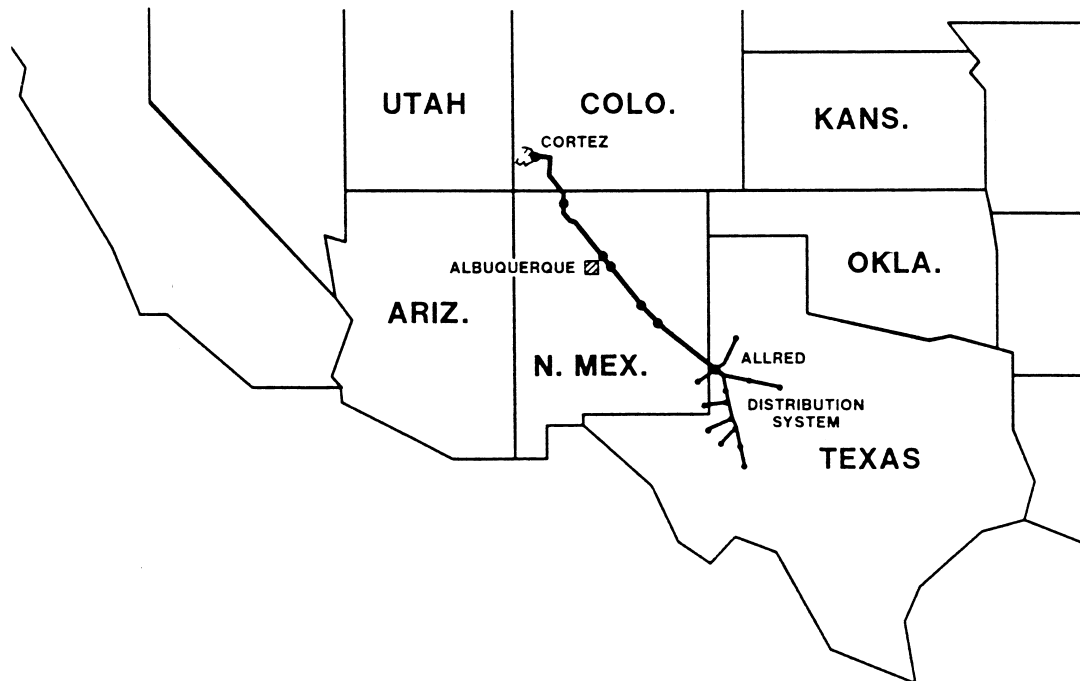 UTAH
COLO.
KANS.
CORTEZ
ALBUQUERQUE
OKLA.
ARIZ.
N. MEX.
ALLRED
DISTRIBUTION
SYSTEM
TEXAS